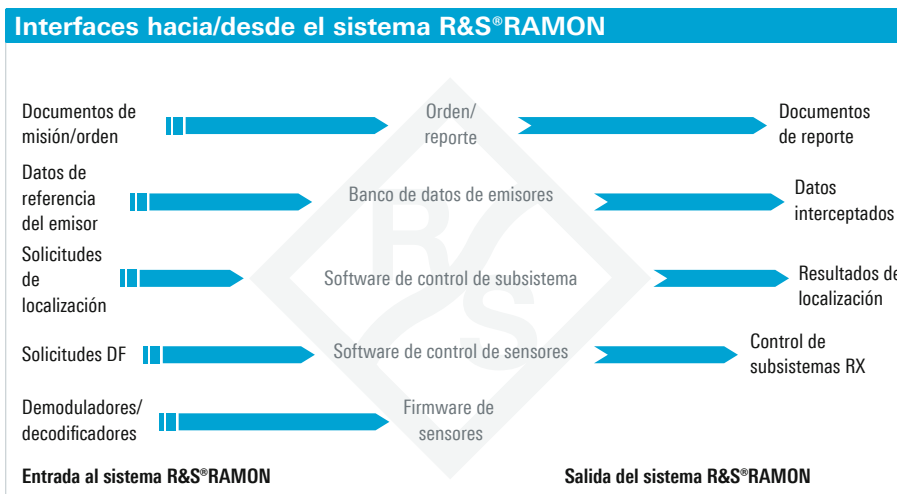 Interfaces hacia/desde el sistema R&S®RAMON
Documentos de
misión/orden
Orden/
reporte
Documentos
de reporte
Datos de
referencia
del emisor
Banco de datos de emisores
Datos
interceptados
Solicitudes
de
localización
Software de control de subsistema
Resultados de
localización
Solicitudes DF
Software de control de sensores
Control de
subsistemas RX
Demoduladores/
decodificadores
Firmware de
sensores
R
S
Entrada al sistema R&S®RAMON
Salida del sistema R&S®RAMON